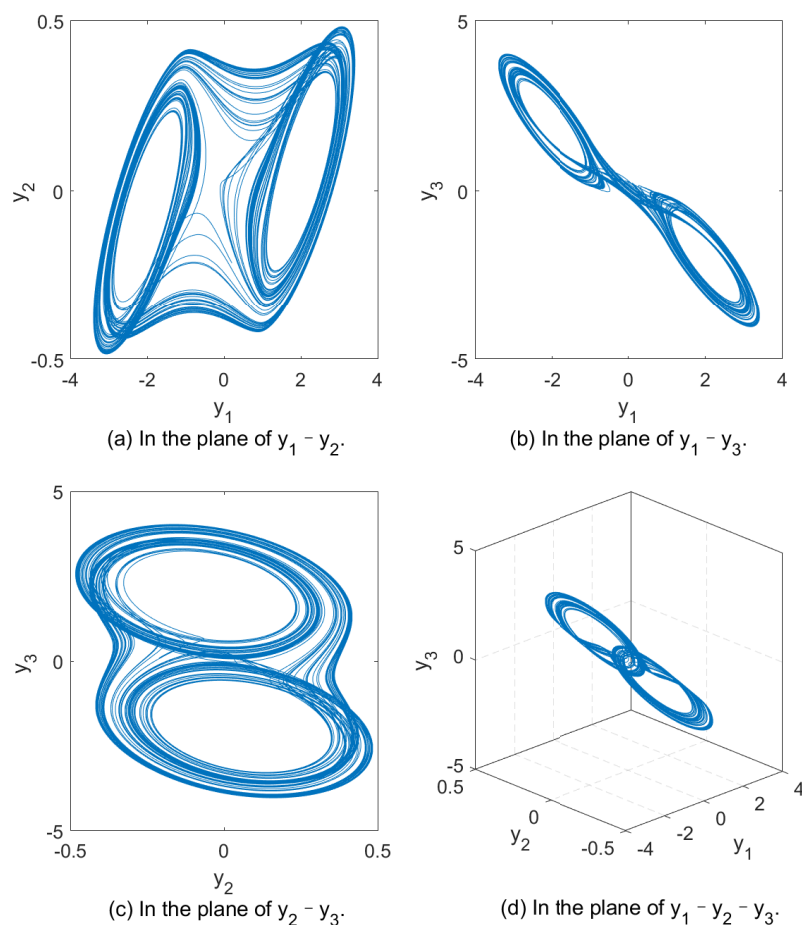 0.5
0
-0.5
y2
-4
-2
0
2
4
y1
(a) In the plane of y1 - y2.
5
0
-5
y3
-4
-2
0
2
4
y1
(b) In the plane of y1 - y3.
5
0
-5
y3
-0.5
0
0.5
y2
(c) In the plane of y2 - y3.
5
0
-5
y3
0.5
0
-0.5
y2
-4
-2
0
2
4
y1
(d) In the plane of y1 - y2 - y3.